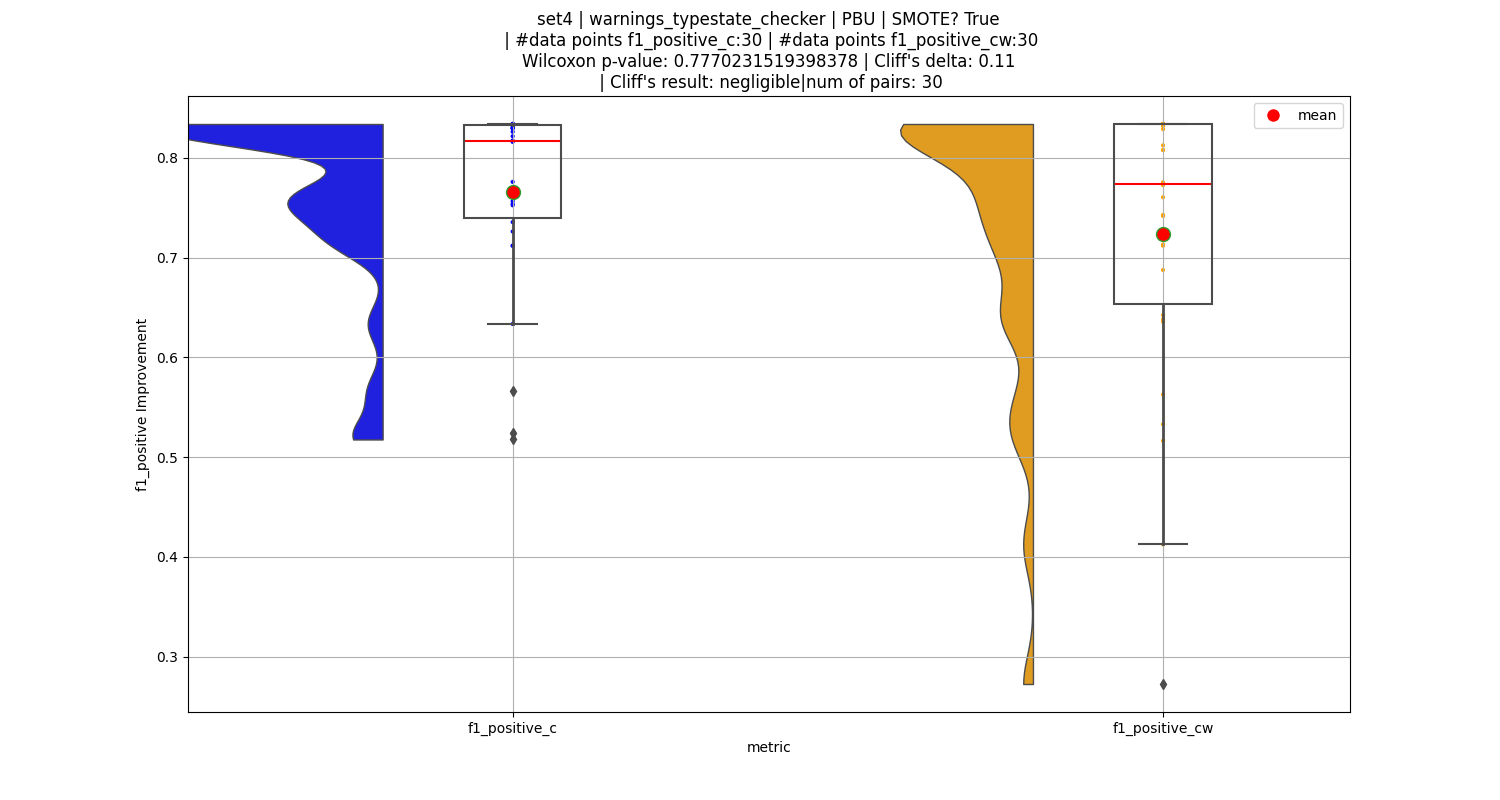 set4 | warnings_typestate_checker | PBU | SMOTE? True
| #data points f1_positive_c:30 | #data points f1_positive_cw:30
Wilcoxon p-value: 0.7770231519398378 | Cliff's delta: 0.11
| Cliff's result: negligible|num of pairs: 30
mean
0.8
0.7
0.6
0.5
0.4
0.3
f1_positive Improvement
f1_positive_c
f1_positive_cw
metric